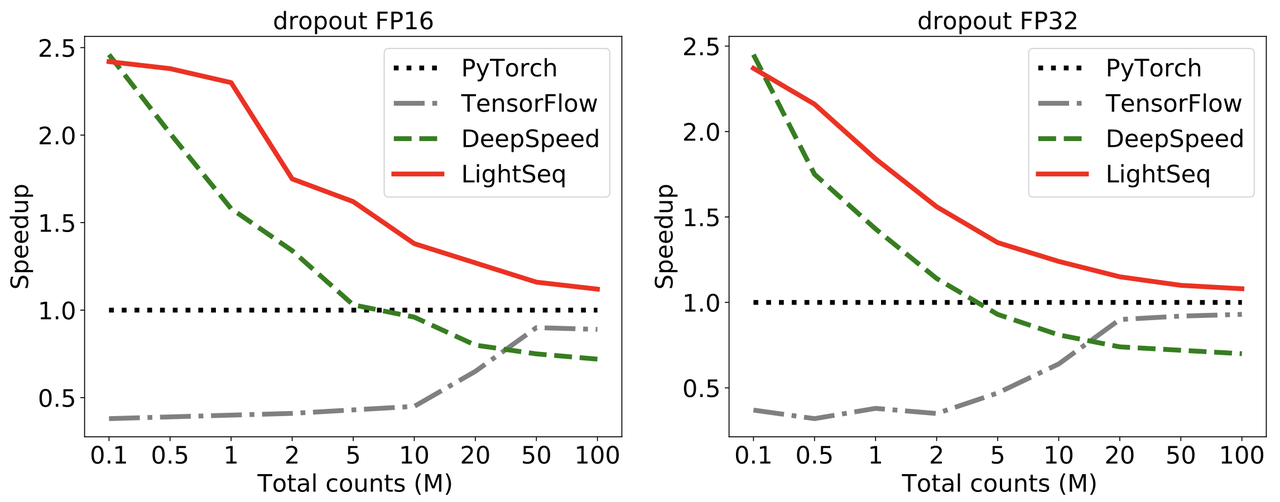 dropout FP16
Speedup
2.5
2.0
1.5
1.0
0.5
PyTorch
TensorFlow
DeepSpeed
LightSeq
0.1 0.5 1 2 5 10 20 50 100
Total counts (M)
dropout FP32
Speedup
2.5
2.0
1.5
1.0
0.5
PyTorch
TensorFlow
DeepSpeed
LightSeq
0.1 0.5 1 2 5 10 20 50 100
Total counts (M)